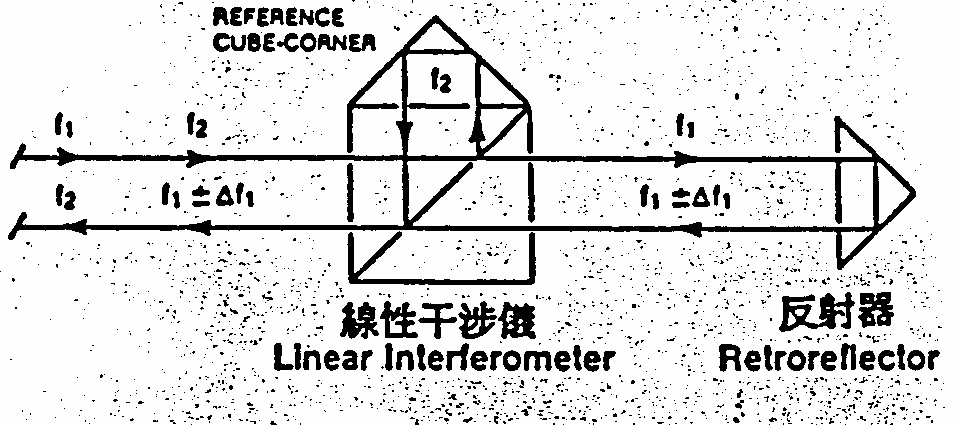 REFERENCE
CUBE-CORNER
f₂
f₁ f₂ f₁
f₂ f₁ ± Δf₁ f₁ ± Δf₁
線性干涉儀 反射器
Linear Interferometer Retroreflector